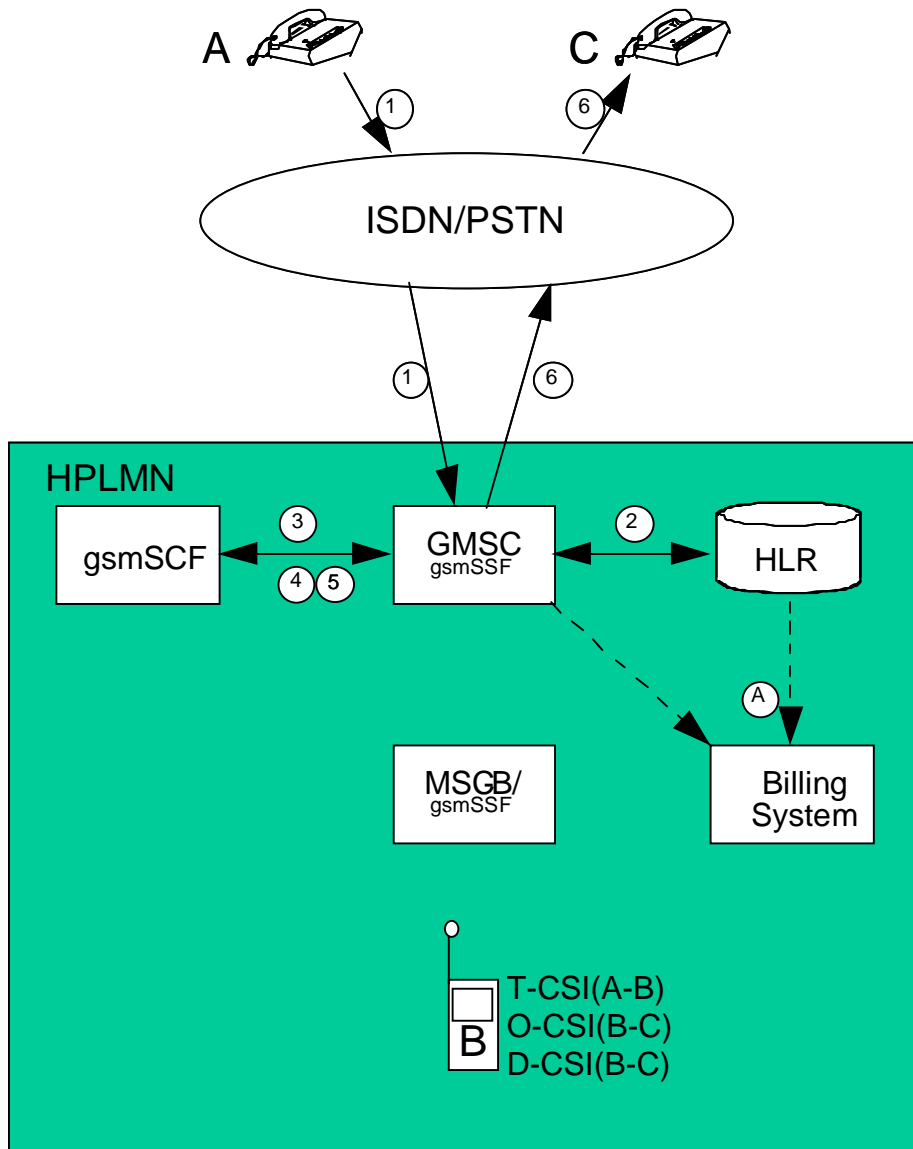 A
C
1
6
ISDN/PSTN
1
6
HPLMN
gsmSCF
3
4
5
GMSC
gsmSSF
2
HLR
A
MSCB/
gsmSSF
Billing
System
B
T-CSI(A-B)
O-CSI(B-C)
D-CSI(B-C)